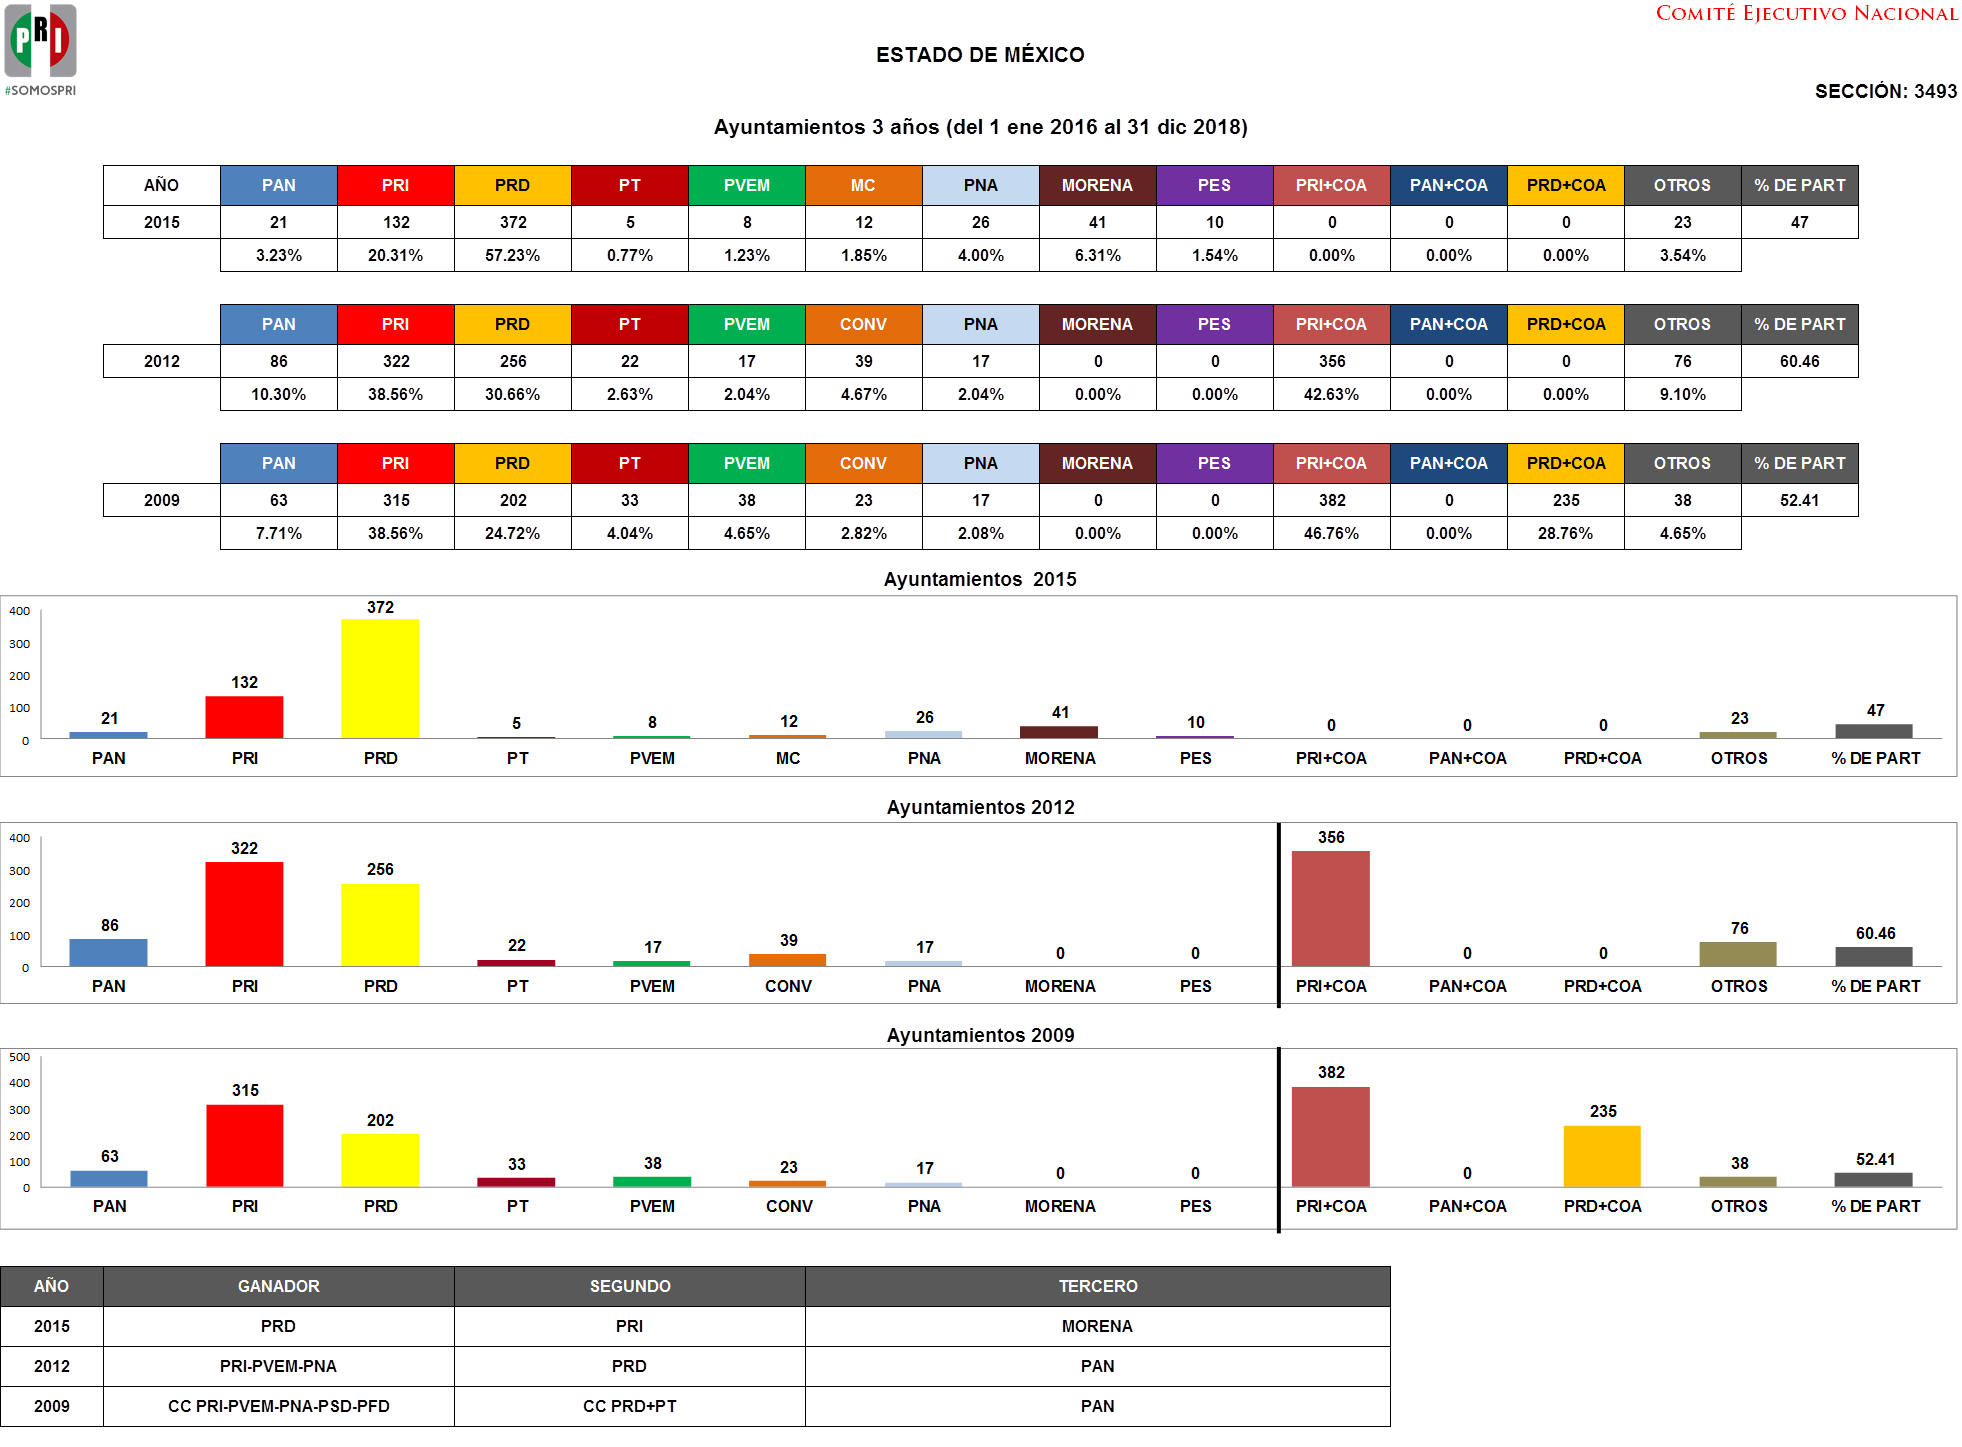 PRI
#SOMOSPRI
COMITÉ EJECUTIVO NACIONAL
ESTADO DE MÉXICO
SECCIÓN: 3493
Ayuntamientos 3 años (del 1 ene 2016 al 31 dic 2018)
AÑO PAN PRI PRD PT PVEM MC PNA MORENA PES PRI+COA PAN+COA PRD+COA OTROS % DE PART
2015 21 132 372 5 8 12 26 41 10 0 0 0 23 47
3.23% 20.31% 57.23% 0.77% 1.23% 1.85% 4.00% 6.31% 1.54% 0.00% 0.00% 0.00% 3.54%
PAN PRI PRD PT PVEM CONV PNA MORENA PES PRI+COA PAN+COA PRD+COA OTROS % DE PART
2012 86 322 256 22 17 39 17 0 0 356 0 0 76 60.46
10.30% 38.56% 30.66% 2.63% 2.04% 4.67% 2.04% 0.00% 0.00% 42.63% 0.00% 0.00% 9.10%
PAN PRI PRD PT PVEM CONV PNA MORENA PES PRI+COA PAN+COA PRD+COA OTROS % DE PART
2009 63 315 202 33 38 23 17 0 0 382 0 235 38 52.41
7.71% 38.56% 24.72% 4.04% 4.65% 2.82% 2.08% 0.00% 0.00% 46.76% 0.00% 28.76% 4.65%
Ayuntamientos 2015
400
300
200
100
0
21 132 372 5 8 12 26 41 10 0 0 0 23 47
PAN PRI PRD PT PVEM MC PNA MORENA PES PRI+COA PAN+COA PRD+COA OTROS % DE PART
Ayuntamientos 2012
400
300
200
100
0
86 322 256 22 17 39 17 0 0 356 0 0 76 60.46
PAN PRI PRD PT PVEM CONV PNA MORENA PES PRI+COA PAN+COA PRD+COA OTROS % DE PART
Ayuntamientos 2009
500
400
300
200
100
0
63 315 202 33 38 23 17 0 0 382 0 235 38 52.41
PAN PRI PRD PT PVEM CONV PNA MORENA PES PRI+COA PAN+COA PRD+COA OTROS % DE PART
AÑO GANADOR SEGUNDO TERCERO
2015 PRD PRI MORENA
2012 PRI-PVEM-PNA PRD PAN
2009 CC PRI-PVEM-PNA-PSD-PFD CC PRD+PT PAN